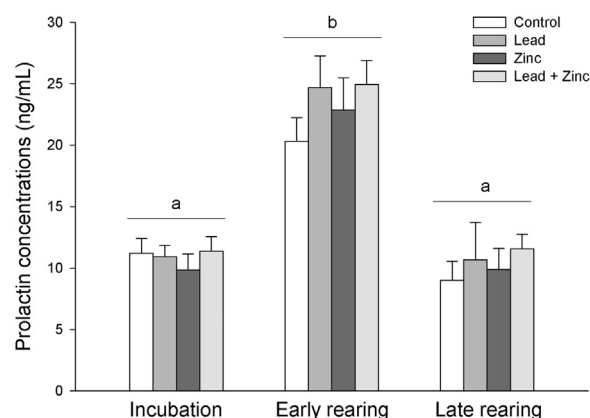 Prolactin concentrations (ng/mL)
30
25
20
15
10
5
0
a
b
a
Control
Lead
Zinc
Lead + Zinc
Incubation
Early rearing
Late rearing